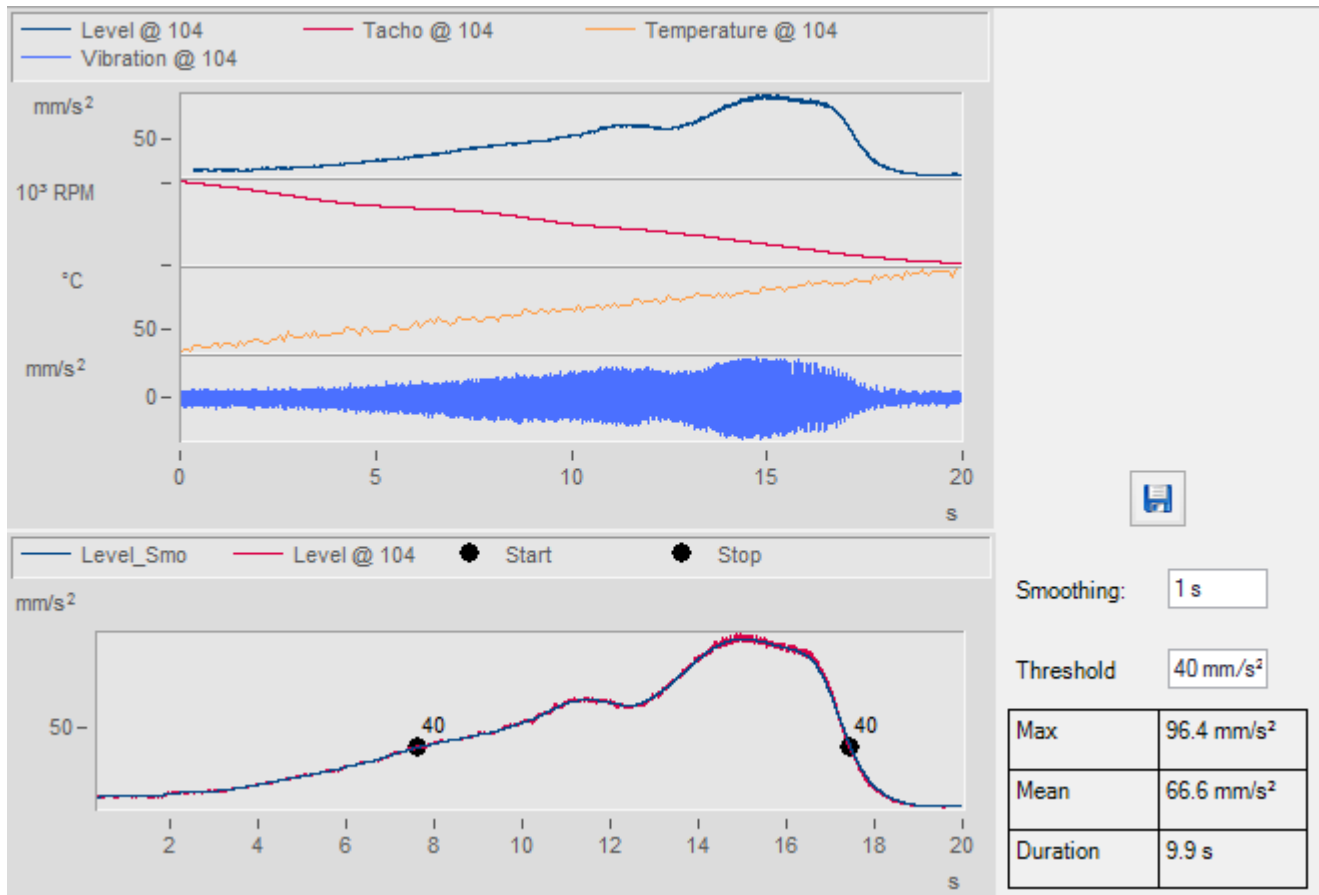 Level @ 104 Tacho @ 104 Temperature @ 104
Vibration @ 104
mm/s²
50
10³ RPM
°C
50
mm/s²
0
0 5 10 15 20
s
Level_Smo Level @ 104 Start Stop
mm/s²
50
40 40
2 4 6 8 10 12 14 16 18 20
s
Smoothing: 1 s
Threshold 40 mm/s²
Max 96.4 mm/s²
Mean 66.6 mm/s²
Duration 9.9 s